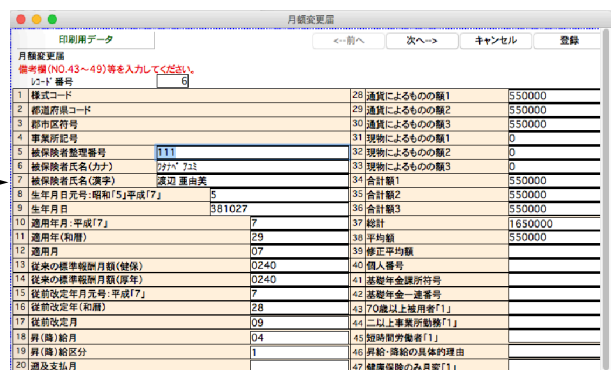 月額変更届
印刷用データ
<--前へ
次へ-->
キャンセル
登録
月額変更届
備考欄(NO.43～49)等を入力してください。
ﾚｺｰﾄﾞ番号 6
1 様式コード
2 都道府県コード
3 郡市区符号
4 事業所記号
5 被保険者整理番号 111
6 被保険者氏名(カナ) ﾜﾀﾅﾍﾞ ｱﾕﾐ
7 被保険者氏名(漢字) 渡辺 亜由美
8 生年月日元号:昭和「5」平成「7」 5
9 生年月日 381027
10 適用年月:平成「7」 7
11 適用年(和暦) 29
12 適用月 07
13 従来の標準報酬月額(健保) 0240
14 従来の標準報酬月額(厚年) 0240
15 従前改定年月元号:平成「7」 7
16 従前改定年(和暦) 28
17 従前改定月 09
18 昇(降)給月 04
19 昇(降)給区分 1
20 遡及支払月
28 通貨によるものの額1 550000
29 通貨によるものの額2 550000
30 通貨によるものの額3 550000
31 現物によるものの額1 0
32 現物によるものの額2 0
33 現物によるものの額3 0
34 合計額1 550000
35 合計額2 550000
36 合計額3 550000
37 総計 1650000
38 平均額 550000
39 修正平均額
40 個人番号
41 基礎年金課所符号
42 基礎年金一連番号
43 70歳以上被用者「1」
44 二以上事業所勤務「1」
45 短時間労働者「1」
46 昇給・降給の具体的理由
47 健康保険のみ月変「1」